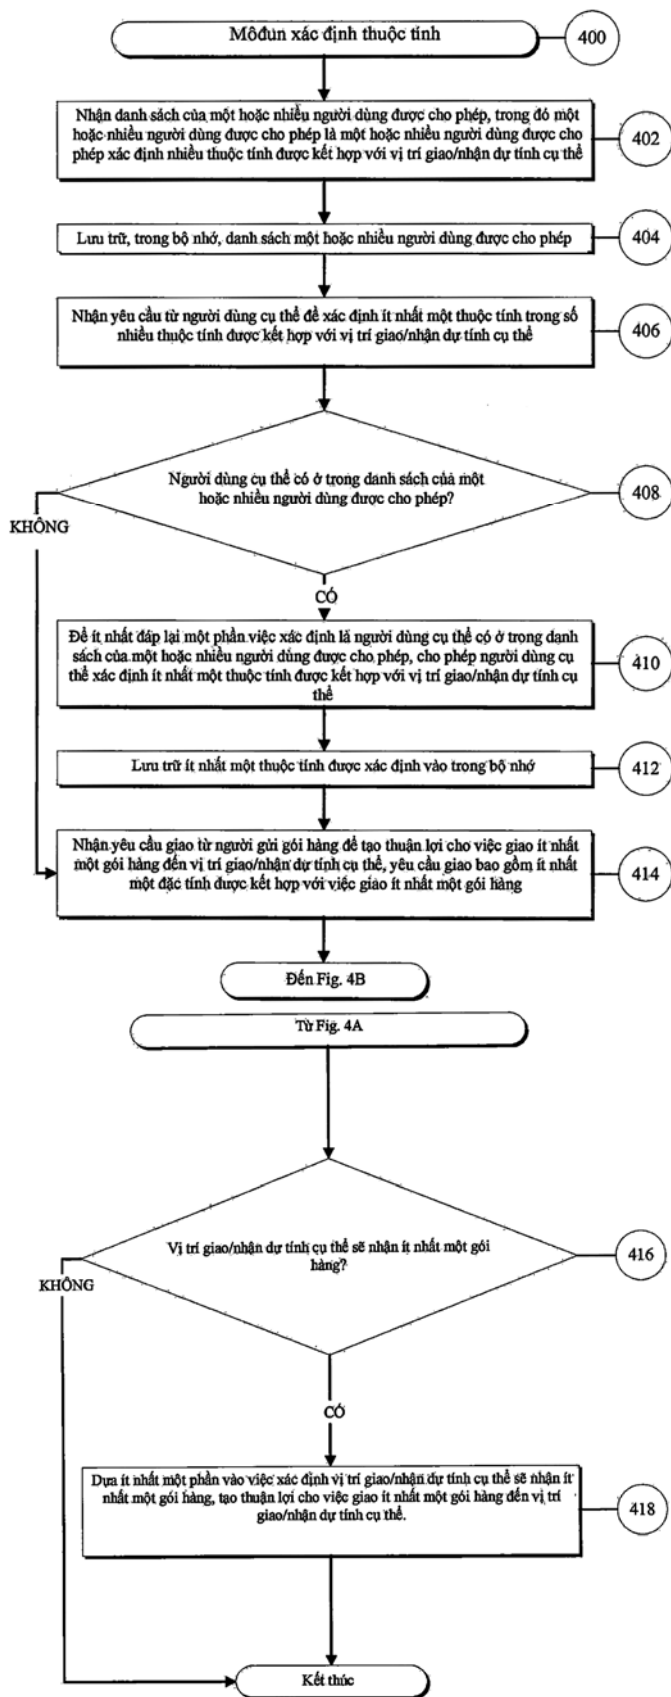 Môđun xác định thuộc tính
400
Nhận danh sách của một hoặc nhiều người dùng được cho phép, trong đó một
hoặc nhiều người dùng được cho phép là một hoặc nhiều người dùng được cho
phép xác định nhiều thuộc tính được kết hợp với vị trí giao/nhận dự tính cụ thể
402
Lưu trữ, trong bộ nhớ, danh sách một hoặc nhiều người dùng được cho phép
404
Nhận yêu cầu từ người dùng cụ thể để xác định ít nhất một thuộc tính trong số
nhiều thuộc tính được kết hợp với vị trí giao/nhận dự tính cụ thể
406
Người dùng cụ thể có ở trong danh sách của một
hoặc nhiều người dùng được cho phép?
408
KHÔNG
CÓ
Để ít nhất đáp lại một phần việc xác định là người dùng cụ thể có ở trong danh
sách của một hoặc nhiều người dùng được cho phép, cho phép người dùng cụ
thể xác định ít nhất một thuộc tính được kết hợp với vị trí giao/nhận dự tính cụ
thể
410
Lưu trữ ít nhất một thuộc tính được xác định vào trong bộ nhớ
412
Nhận yêu cầu giao từ người gửi gói hàng để tạo thuận lợi cho việc giao ít nhất
một gói hàng đến vị trí giao/nhận dự tính cụ thể, yêu cầu giao bao gồm ít nhất
một đặc tính được kết hợp với việc giao ít nhất một gói hàng
414
Đến Fig. 4B
Từ Fig. 4A
Vị trí giao/nhận dự tính cụ thể sẽ nhận ít nhất một gói
hàng?
416
KHÔNG
CÓ
Dựa ít nhất một phần vào việc xác định vị trí giao/nhận dự tính cụ thể sẽ nhận ít
nhất một gói hàng, tạo thuận lợi cho việc giao ít nhất một gói hàng đến vị trí
giao/nhận dự tính cụ thể.
418
Kết thúc